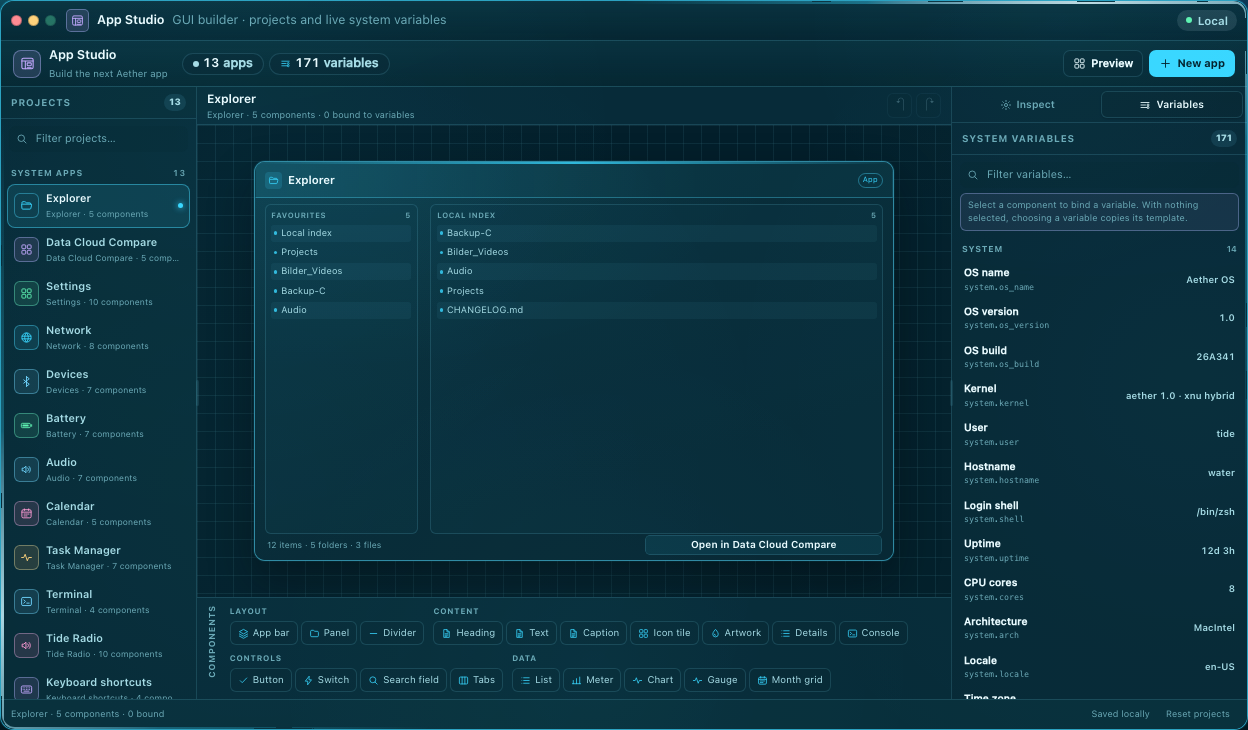 App Studio GUI builder · projects and live system variables
Local
App Studio
Build the next Aether app
13 apps
171 variables
Preview
New app
PROJECTS 13
Filter projects...
SYSTEM APPS 13
Explorer
Explorer · 5 components
Data Cloud Compare
Data Cloud Compare · 5 comp...
Settings
Settings · 10 components
Network
Network · 8 components
Devices
Devices · 7 components
Battery
Battery · 7 components
Audio
Audio · 7 components
Calendar
Calendar · 5 components
Task Manager
Task Manager · 7 components
Terminal
Terminal · 4 components
Tide Radio
Tide Radio · 10 components
Keyboard shortcuts
Keyboard shortcuts · 4 compo...
Explorer
Explorer · 5 components · 0 bound to variables
Explorer App
FAVOURITES 5
Local index
Projects
Bilder_Videos
Backup-C
Audio
LOCAL INDEX 5
Backup-C
Bilder_Videos
Audio
Projects
CHANGELOG.md
12 items · 5 folders · 3 files
Open in Data Cloud Compare
COMPONENTS
LAYOUT
App bar Panel Divider
CONTENT
Heading Text Caption Icon tile Artwork Details Console
CONTROLS
Button Switch Search field Tabs
DATA
List Meter Chart Gauge Month grid
Inspect Variables
SYSTEM VARIABLES 171
Filter variables...
Select a component to bind a variable. With nothing
selected, choosing a variable copies its template.
SYSTEM 14
OS name
system.os_name
Aether OS
OS version
system.os_version
1.0
OS build
system.os_build
26A341
Kernel
system.kernel
aether 1.0 · xnu hybrid
User
system.user
tide
Hostname
system.hostname
water
Login shell
system.shell
/bin/zsh
Uptime
system.uptime
12d 3h
CPU cores
system.cores
8
Architecture
system.arch
MacIntel
Locale
system.locale
en-US
Time zone
Explorer · 5 components · 0 bound
Saved locally
Reset projects